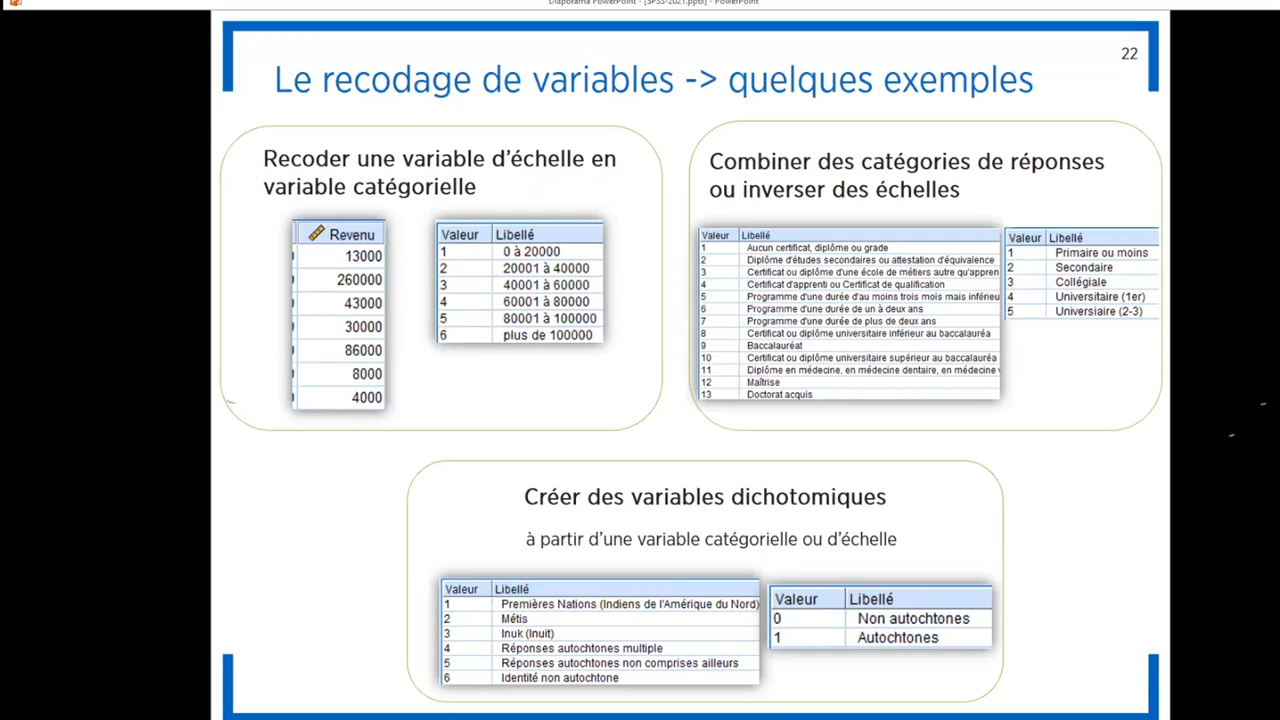 Diaporama PowerPoint - [SPSS-2021.pptx] - PowerPoint
22
Le recodage de variables -> quelques exemples
Recoder une variable d'échelle en
variable catégorielle
Revenu
13000
260000
43000
30000
86000
8000
4000
Valeur Libellé
1 0 à 20000
2 20001 à 40000
3 40001 à 60000
4 60001 à 80000
5 80001 à 100000
6 plus de 100000
Combiner des catégories de réponses
ou inverser des échelles
Valeur Libellé
1 Aucun certificat, diplôme ou grade
2 Diplôme d'études secondaires ou attestation d'équivalence
3 Certificat ou diplôme d'une école de métiers autre qu'appren
4 Certificat d'apprenti ou Certificat de qualification
5 Programme d'une durée d'au moins trois mois mais inférieu
6 Programme d'une durée de un à deux ans
7 Programme d'une durée de plus de deux ans
8 Certificat ou diplôme universitaire inférieur au baccalauréa
9 Baccalauréat
10 Certificat ou diplôme universitaire supérieur au baccalauréa
11 Diplôme en médecine, en médecine dentaire, en médecine
12 Maîtrise
13 Doctorat acquis
Valeur Libellé
1 Primaire ou moins
2 Secondaire
3 Collégiale
4 Universitaire (1er)
5 Universiaire (2-3)
Créer des variables dichotomiques
à partir d'une variable catégorielle ou d'échelle
Valeur Libellé
1 Premières Nations (Indiens de l'Amérique du Nord)
2 Métis
3 Inuk (Inuit)
4 Réponses autochtones multiple
5 Réponses autochtones non comprises ailleurs
6 Identité non autochtone
Valeur Libellé
0 Non autochtones
1 Autochtones